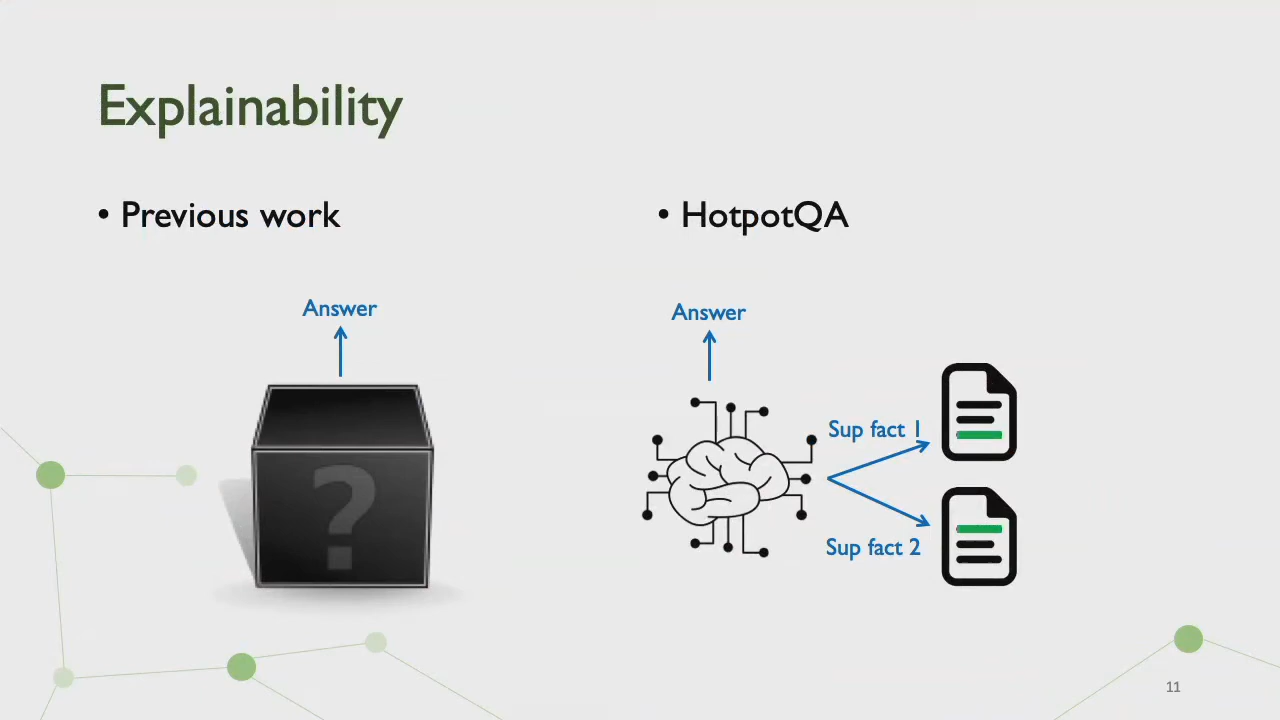 Explainability
• Previous work
Answer
?
• HotpotQA
Answer
Sup fact 1
Sup fact 2
11